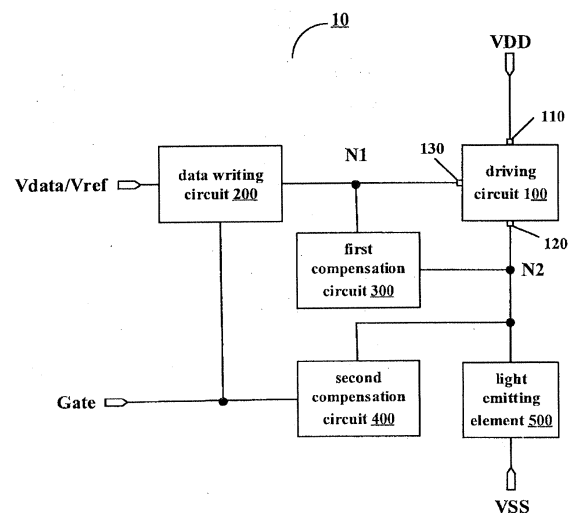 10
VDD
110
N1
130
driving
circuit 100
Vdata/Vref
data writing
circuit 200
120
first
compensation
circuit 300
N2
second
compensation
circuit 400
light
emitting
element 500
Gate
VSS